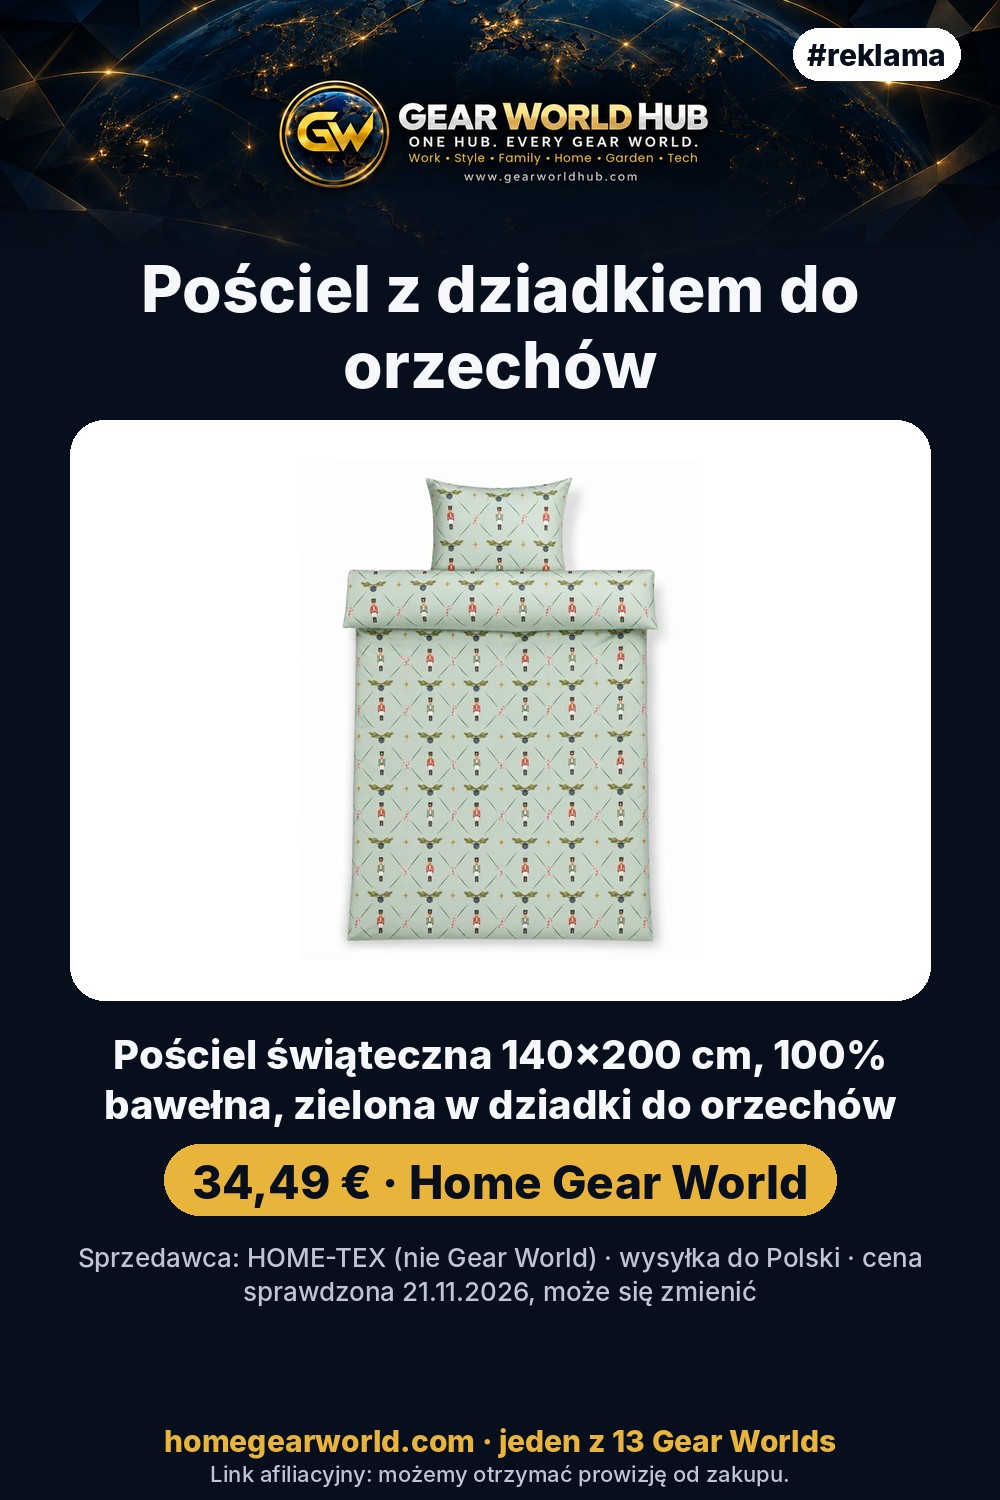 #reklama
GW
GEAR WORLD HUB
ONE HUB. EVERY GEAR WORLD.
Work • Style • Family • Home • Garden • Tech
www.gearworldhub.com
Pościel z dziadkiem do
orzechów
Pościel świąteczna 140×200 cm, 100%
bawełna, zielona w dziadki do orzechów
34,49 € · Home Gear World
Sprzedawca: HOME-TEX (nie Gear World) · wysyłka do Polski · cena
sprawdzona 21.11.2026, może się zmienić
homegearworld.com · jeden z 13 Gear Worlds
Link afiliacyjny: możemy otrzymać prowizję od zakupu.